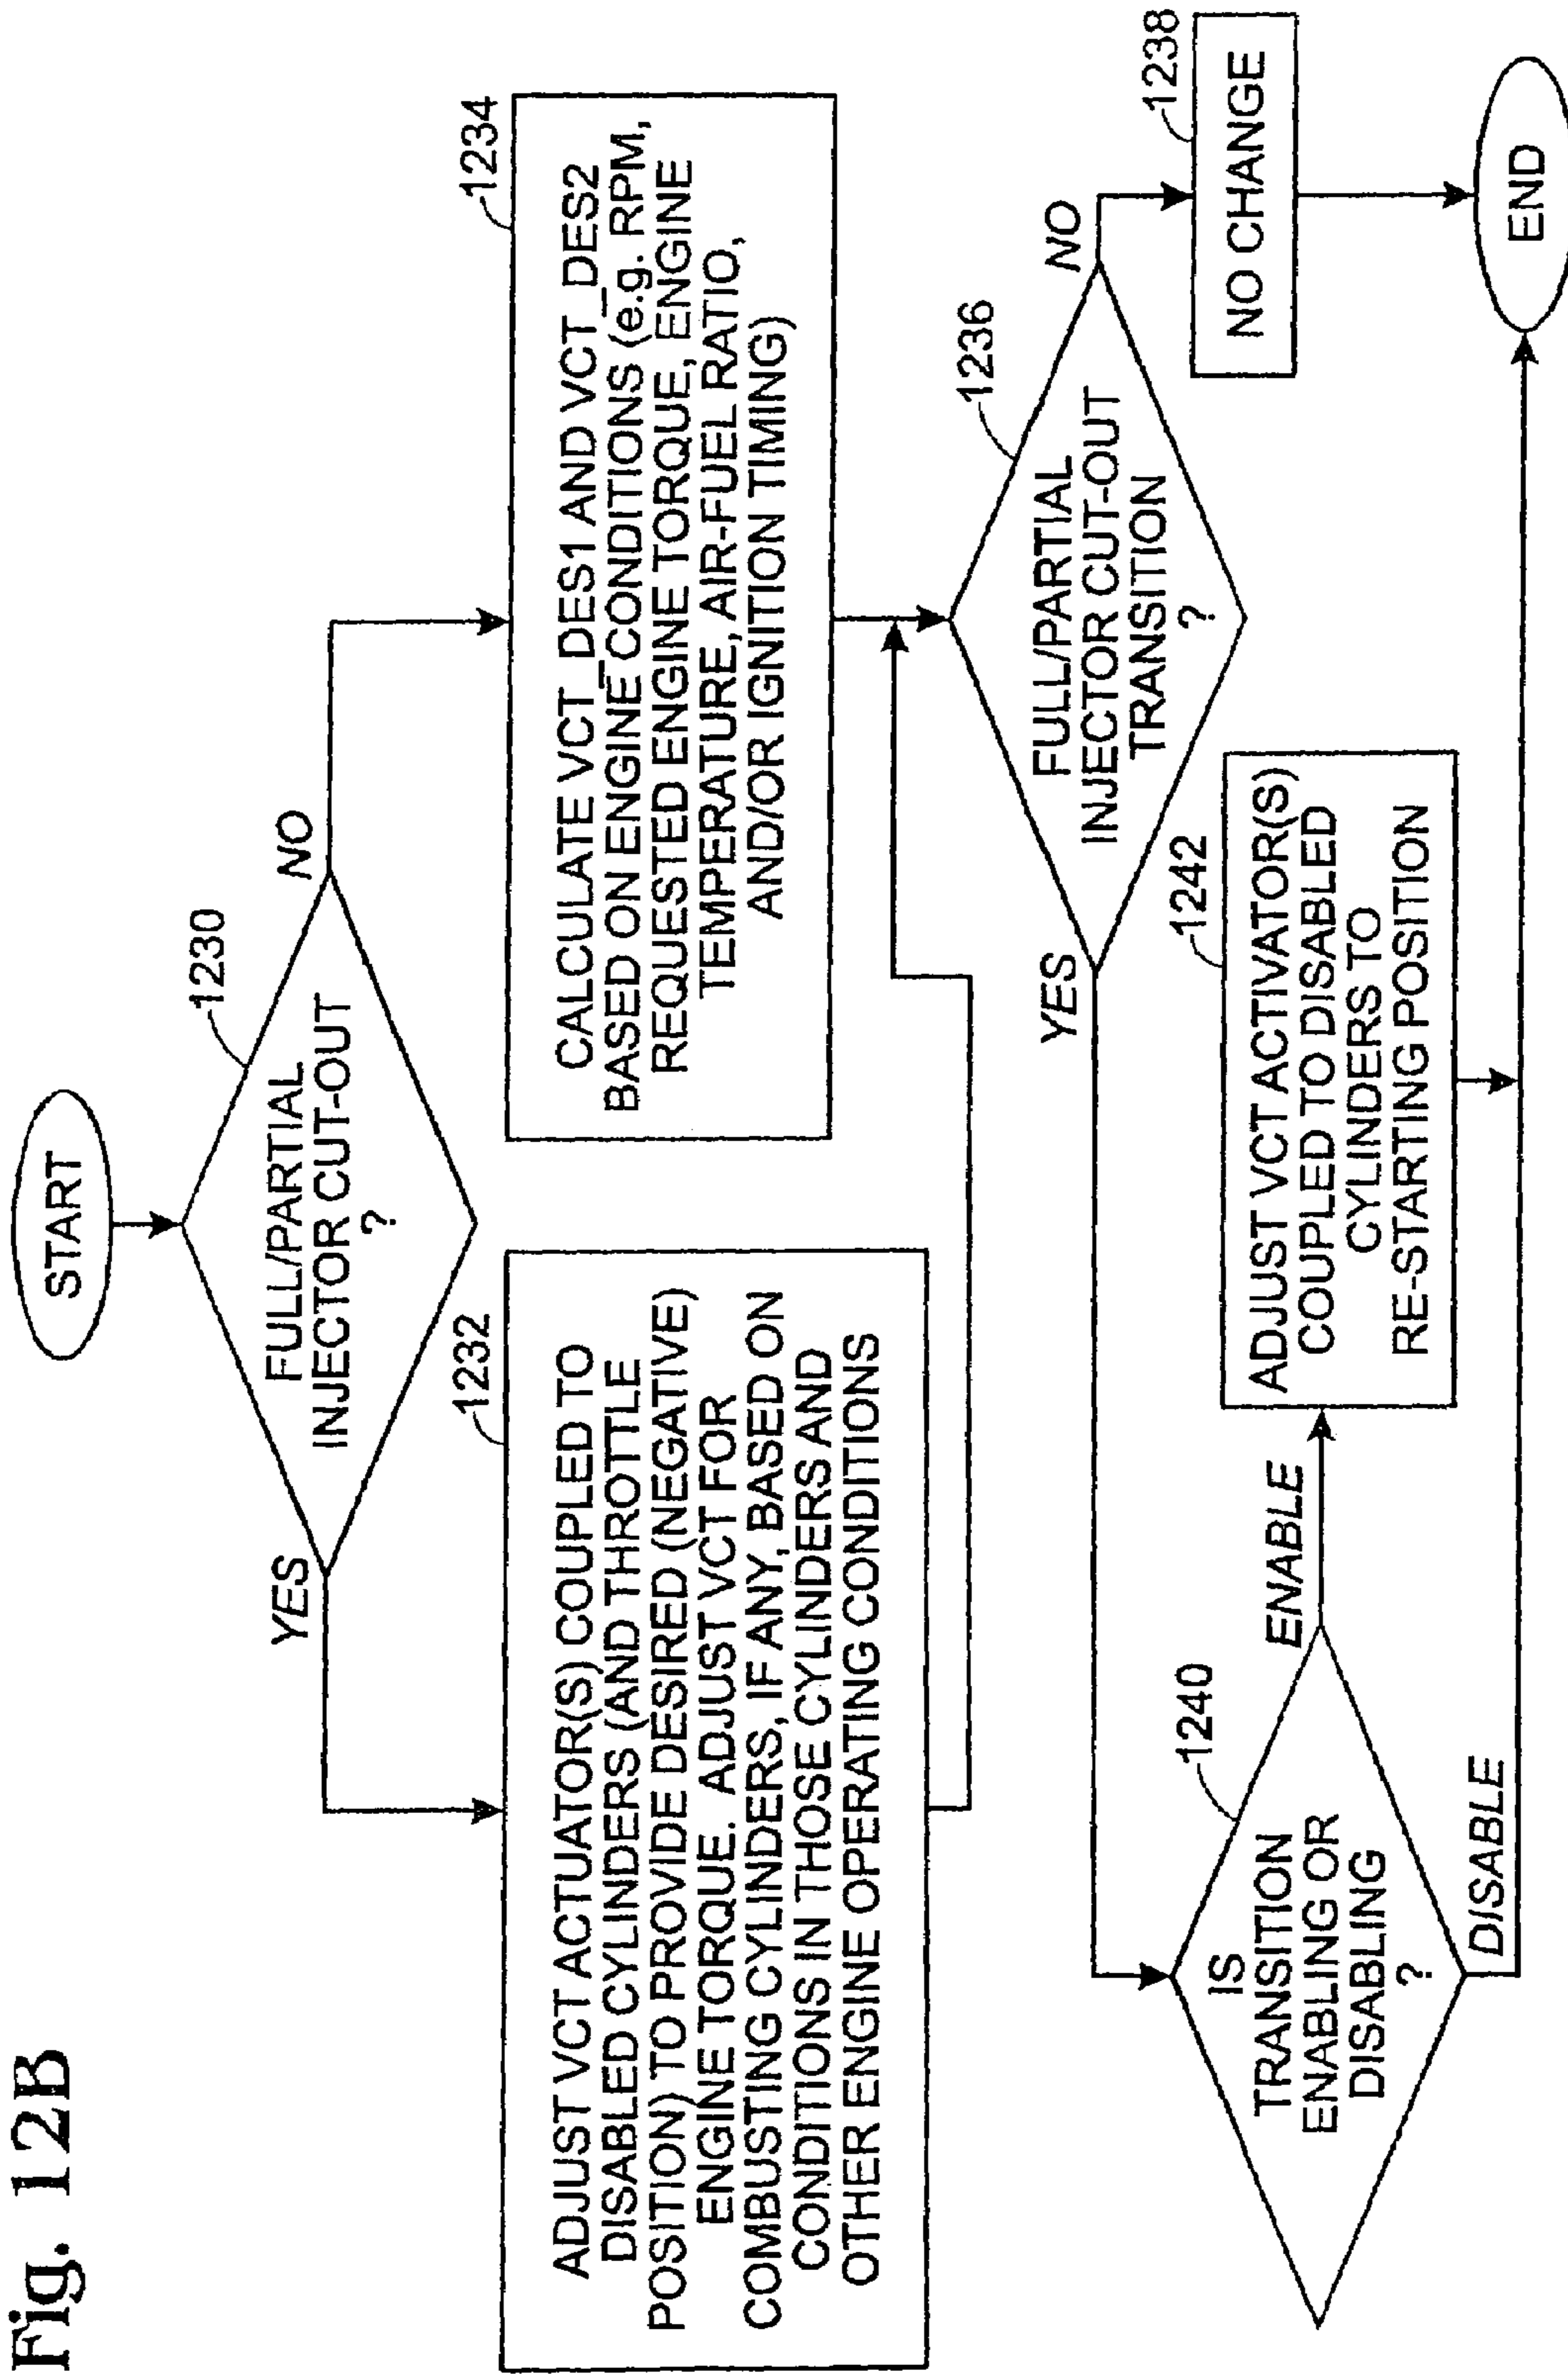 Fig. 12B
START
1230
FULL/PARTIAL
INJECTOR CUT-OUT
?
YES
NO
1232
ADJUST VCT ACTUATOR(S) COUPLED TO
DISABLED CYLINDERS (AND THROTTLE
POSITION) TO PROVIDE DESIRED (NEGATIVE)
ENGINE TORQUE. ADJUST VCT FOR
COMBUSTING CYLINDERS, IF ANY, BASED ON
CONDITIONS IN THOSE CYLINDERS AND
OTHER ENGINE OPERATING CONDITIONS
1234
CALCULATE VCT_DES1 AND VCT_DES2
BASED ON ENGINE CONDITIONS (e.g. RPM,
REQUESTED ENGINE TORQUE, ENGINE
TEMPERATURE, AIR-FUEL RATIO,
AND/OR IGNITION TIMING)
1236
FULL/PARTIAL
INJECTOR CUT-OUT
TRANSITION
?
YES
NO
1238
NO CHANGE
1240
IS
TRANSITION
ENABLING OR
DISABLING
?
ENABLE
DISABLE
1242
ADJUST VCT ACTIVATOR(S)
COUPLED TO DISABLED
CYLINDERS TO
RE-STARTING POSITION
END